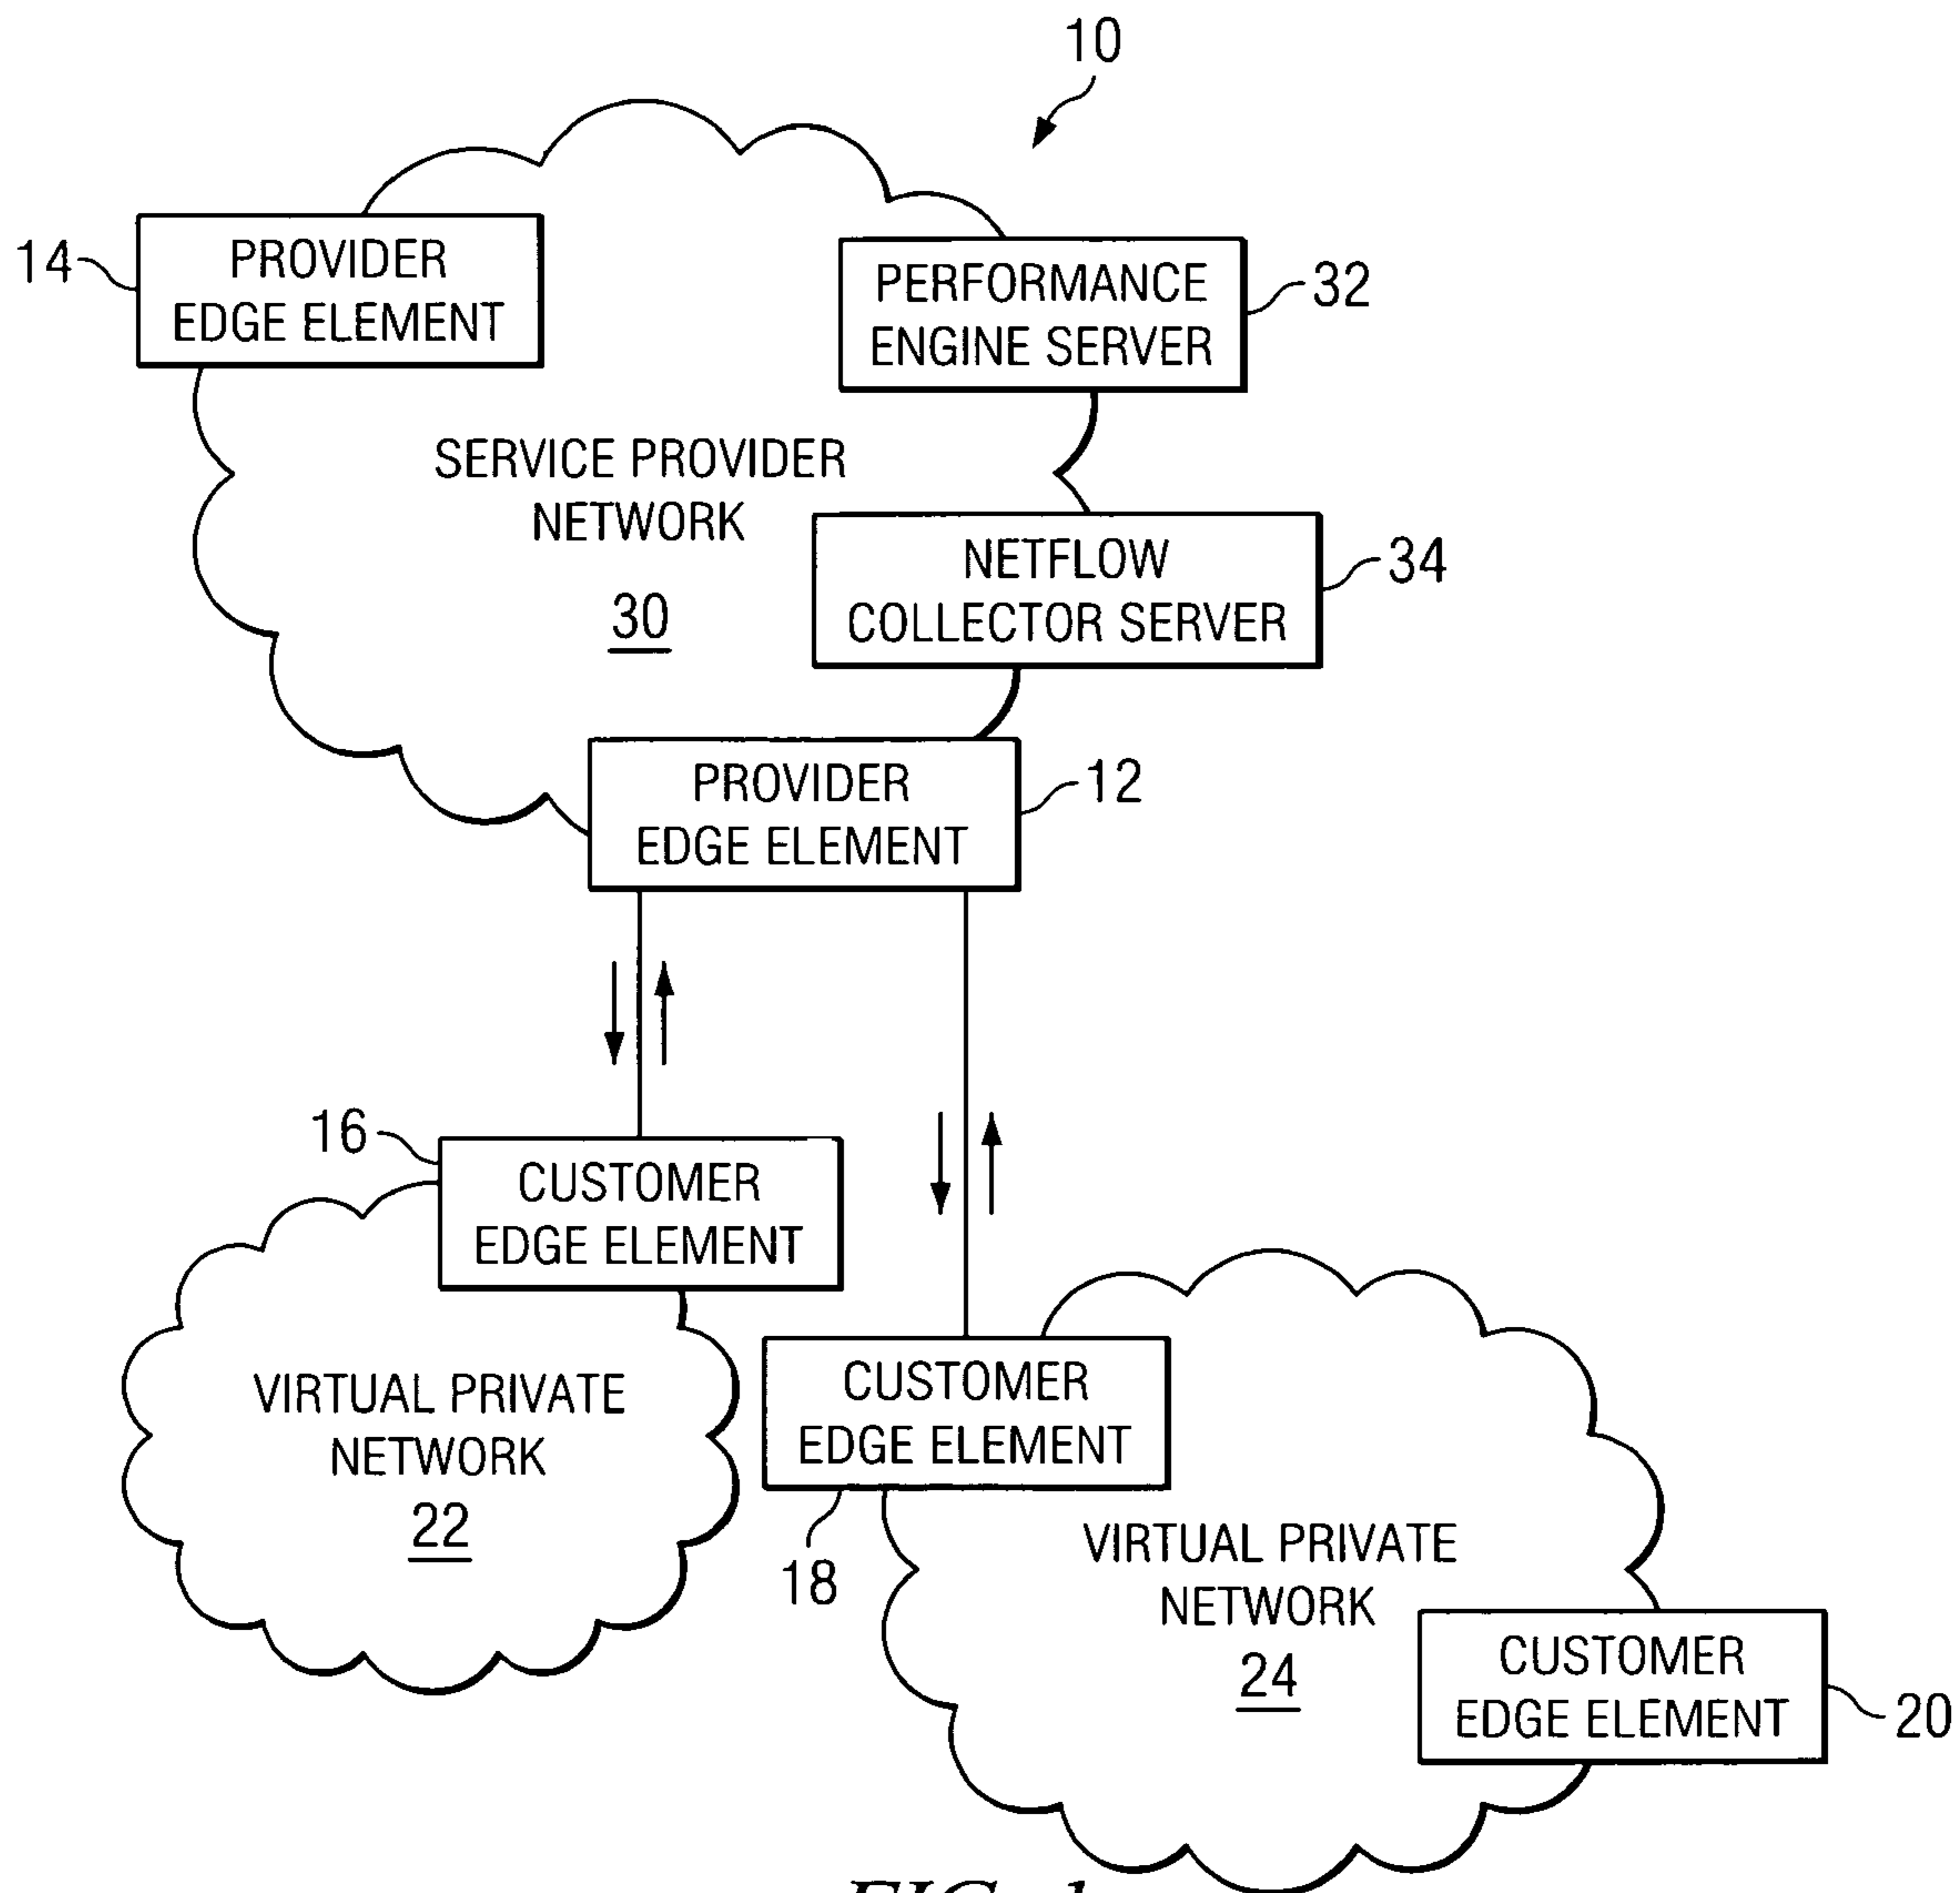 10
14
PROVIDER
EDGE ELEMENT
PERFORMANCE
ENGINE SERVER
32
SERVICE PROVIDER
NETWORK
30
NETFLOW
COLLECTOR SERVER
34
PROVIDER
EDGE ELEMENT
12
16
CUSTOMER
EDGE ELEMENT
VIRTUAL PRIVATE
NETWORK
22
CUSTOMER
EDGE ELEMENT
18
VIRTUAL PRIVATE
NETWORK
24
CUSTOMER
EDGE ELEMENT
20